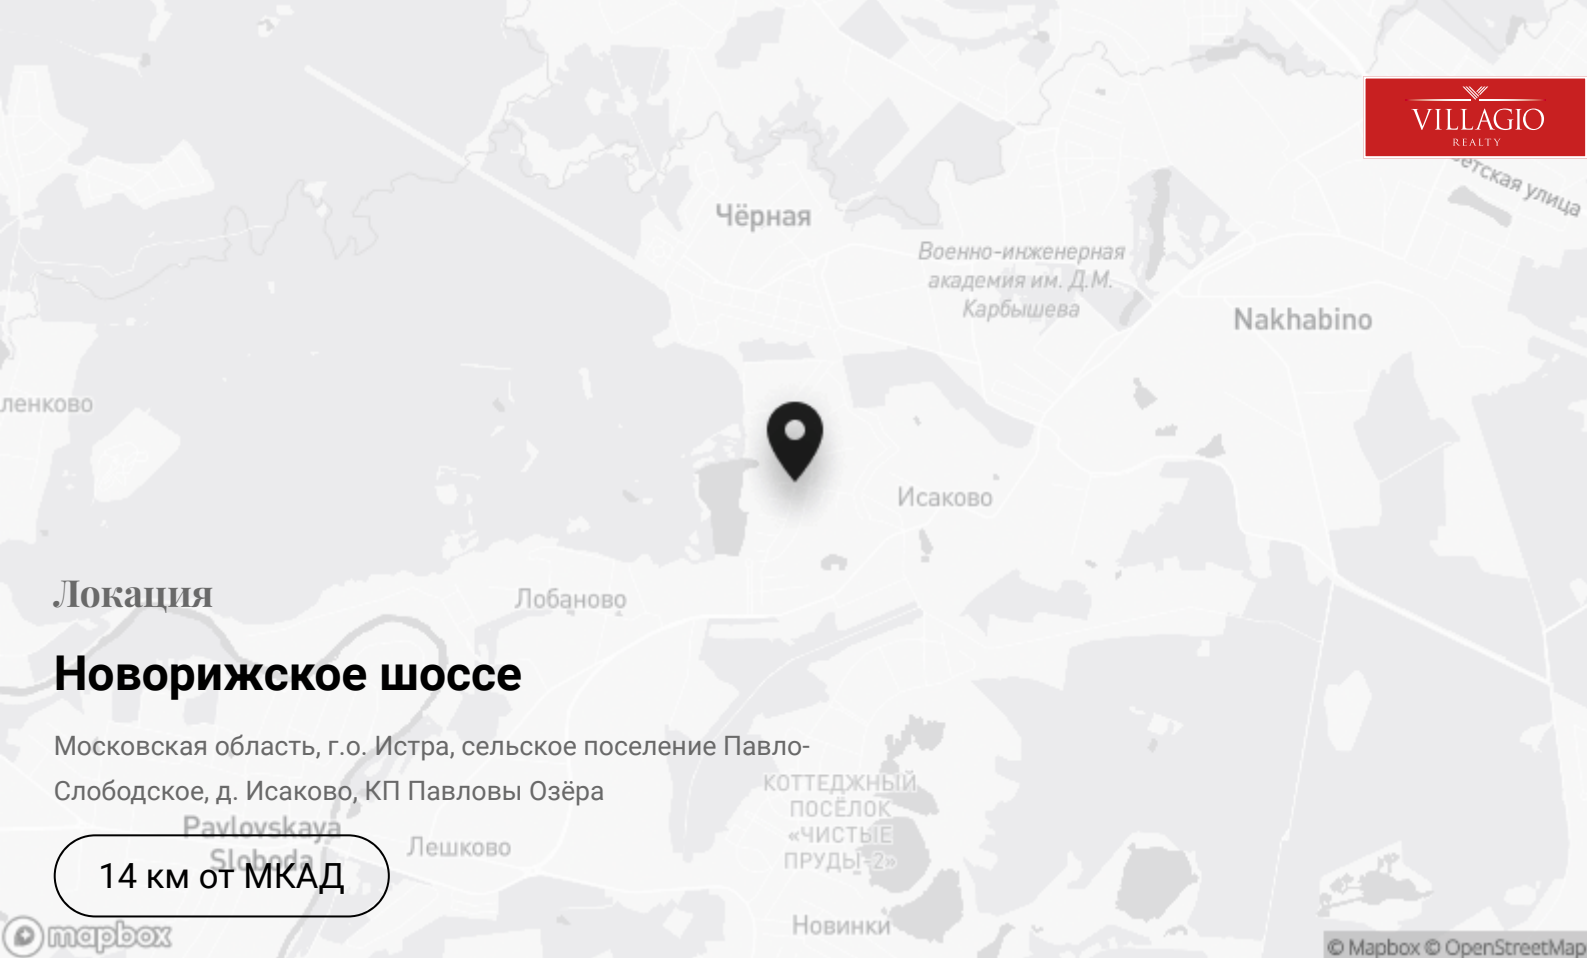 VILLAGIO
REALTY
улица
Чёрная
Военно-инженерная
академия им. Д.М.
Карбышева
Nakhabino
Исаково
Локация
Лобаново
Новорижское шоссе
Московская область, г.о. Истра, сельское поселение Павло-
Слободское, д. Исаково, КП Павловы Озёра
КОТТЕДЖНЫЙ
ПОСЁЛОК
«ЧИСТЫЕ
ПРУДЫ-2»
Pavlovskaya
Sloboda
Лешково
14 км от МКАД
Новинки
mapbox
© Mapbox © OpenStreetMap